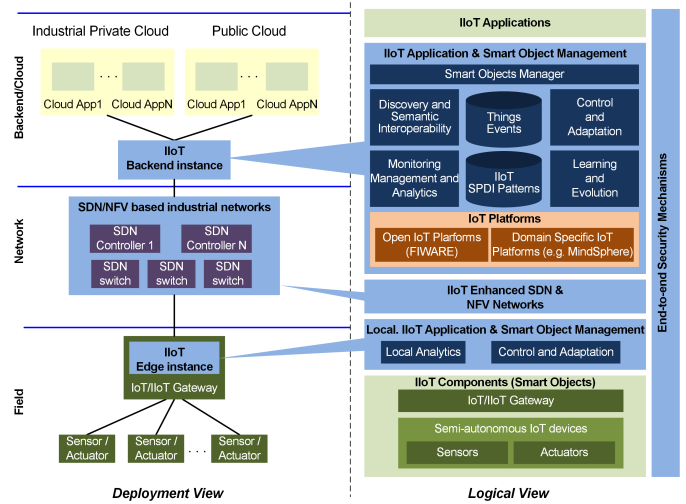 Backend/Cloud
Industrial Private Cloud
Public Cloud
. . .
Cloud App1
Cloud AppN
. . .
Cloud App1
Cloud AppN
IIoT
Backend instance
Network
SDN/NFV based industrial networks
SDN
Controller 1
SDN
Controller N
SDN
switch
SDN
switch
SDN
switch
Field
IIoT
Edge instance
IoT/IIoT Gateway
Sensor /
Actuator
Sensor /
Actuator
. . .
Sensor /
Actuator
Deployment View
IIoT Applications
IIoT Application & Smart Object Management
Smart Objects Manager
Discovery and
Semantic
Interoperability
Things
Events
Control
and
Adaptation
Monitoring
Management and
Analytics
IIoT
SPDI Patterns
Learning
and
Evolution
IoT Platforms
Open IoT Plarforms
(FIWARE)
Domain Specific IoT
Platforms (e.g. MindSphere)
IIoT Enhanced SDN &
NFV Networks
Local. IIoT Application & Smart Object Management
Local Analytics
Control and Adaptation
IIoT Components (Smart Objects)
IoT/IIoT Gateway
Semi-autonomous IoT devices
Sensors
Actuators
Logical View
End-to-end Security Mechanisms